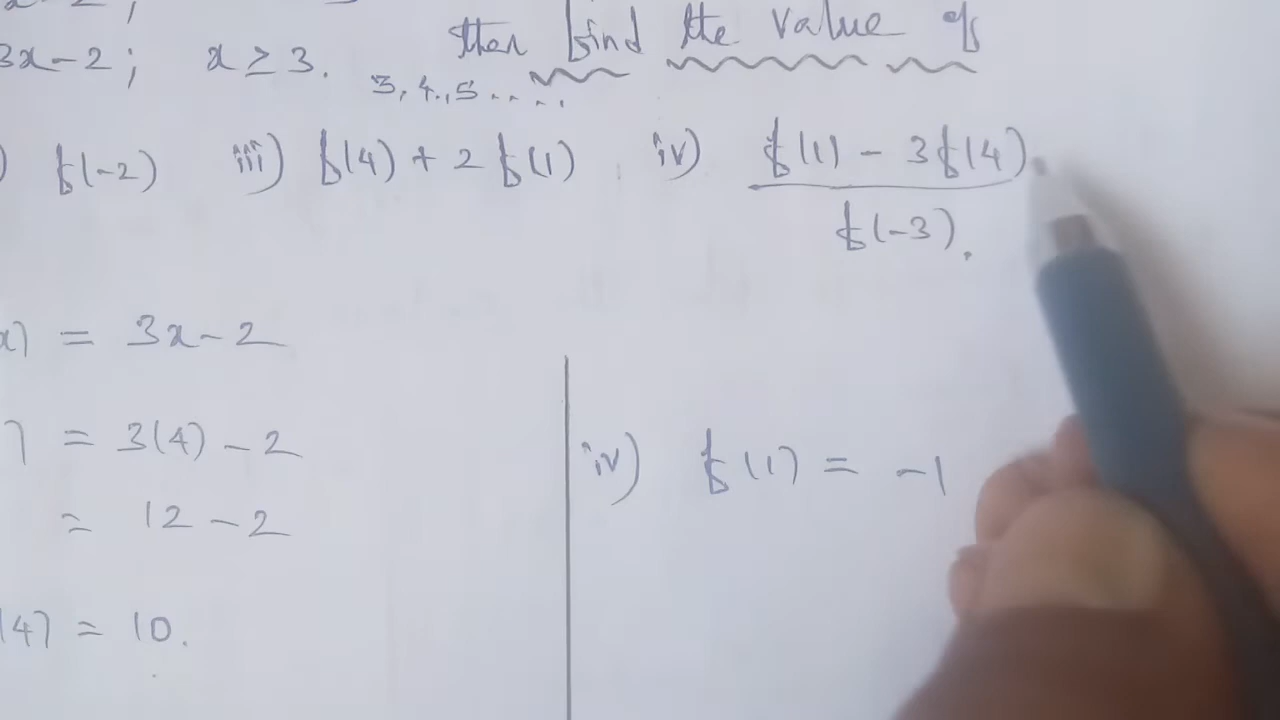 then find the value of
3x - 2 ; x ≥ 3.
3, 4., 5 .....
) f(-2) iii) f(4) + 2 f(1) iv) f(1) - 3f(4).
f(-3).
x) = 3x - 2
) = 3(4) - 2
= 12 - 2
(4) = 10.
iv) f(1) = -1